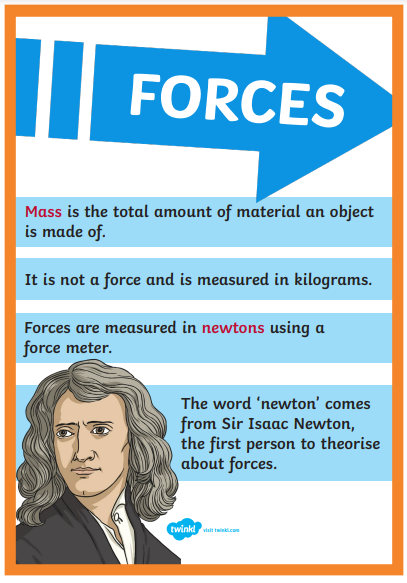 FORCES
Mass is the total amount of material an object
is made of.
It is not a force and is measured in kilograms.
Forces are measured in newtons using a
force meter.
The word ‘newton’ comes
from Sir Isaac Newton,
the first person to theorise
about forces.
twinkl visit twinkl.com